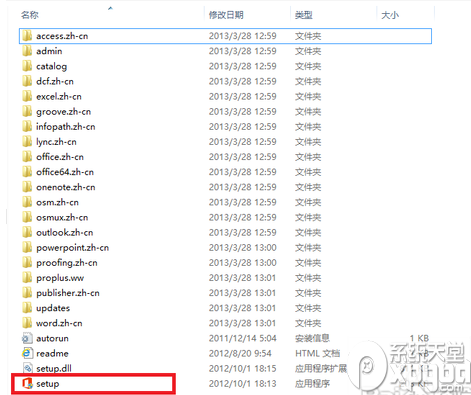 名称 修改日期 类型 大小
access.zh-cn 2013/3/28 12:59 文件夹
admin 2013/3/28 12:59 文件夹
catalog 2013/3/28 12:59 文件夹
dcf.zh-cn 2013/3/28 12:59 文件夹
excel.zh-cn 2013/3/28 12:59 文件夹
groove.zh-cn 2013/3/28 12:59 文件夹
infopath.zh-cn 2013/3/28 12:59 文件夹
lync.zh-cn 2013/3/28 12:59 文件夹
office.zh-cn 2013/3/28 12:59 文件夹
office64.zh-cn 2013/3/28 12:59 文件夹
onenote.zh-cn 2013/3/28 12:59 文件夹
osm.zh-cn 2013/3/28 12:59 文件夹
osmux.zh-cn 2013/3/28 12:59 文件夹
outlook.zh-cn 2013/3/28 12:59 文件夹
powerpoint.zh-cn 2013/3/28 13:00 文件夹
proofing.zh-cn 2013/3/28 13:00 文件夹
proplus.ww 2013/3/28 13:01 文件夹
publisher.zh-cn 2013/3/28 13:01 文件夹
updates 2013/3/28 13:01 文件夹
word.zh-cn 2013/3/28 13:01 文件夹
autorun 2011/12/14 5:04 安装信息 1 KB
readme 2012/8/20 9:54 HTML 文档 KB
setup.dll 2012/10/1 18:15 应用程序扩展 KB
setup 2012/10/1 18:13 应用程序 KB
系统天堂